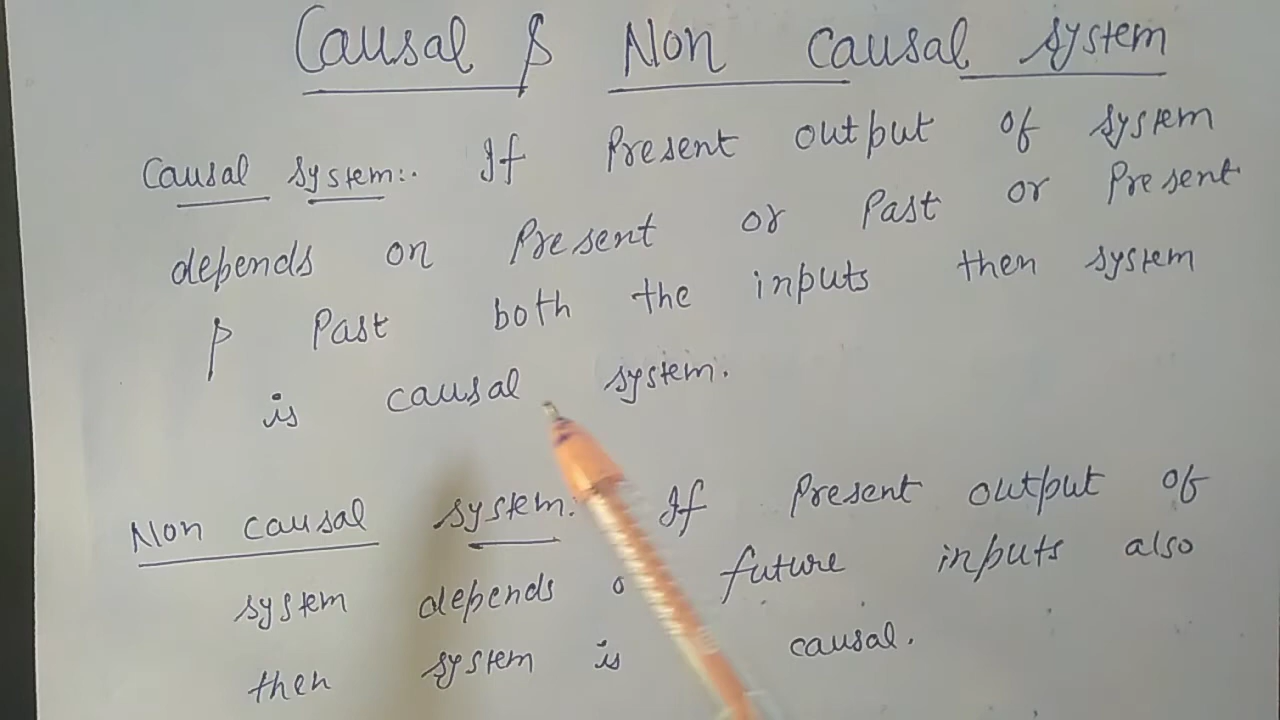 Causal & Non causal system
Causal system:. If Present output of system
depends on Present or Past or Present
& Past both the inputs then system
is causal system.
Non causal system: If Present output of
system depends o future inputs also
then system is causal.